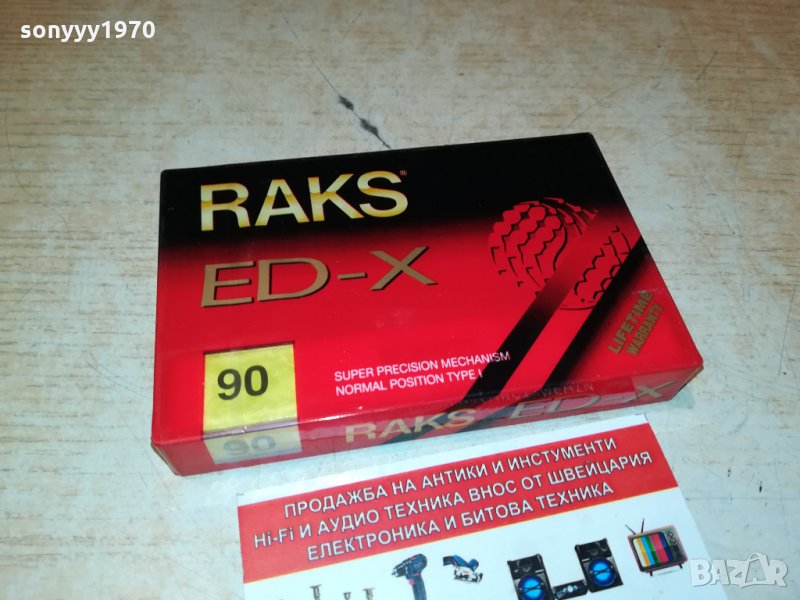 sonyyy1970
RAKS®
ED-X
LIFETIME
WARRANTY
90
SUPER PRECISION MECHANISM
NORMAL POSITION TYPE I
90
RAKS ED-X
ПРОДАЖБА НА АНТИКИ И ИНСТУМЕНТИ
Hi-Fi И АУДИО ТЕХНИКА ВНОС ОТ ШВЕЙЦАРИЯ
ЕЛЕКТРОНИКА И БИТОВА ТЕХНИКА
BAZAR